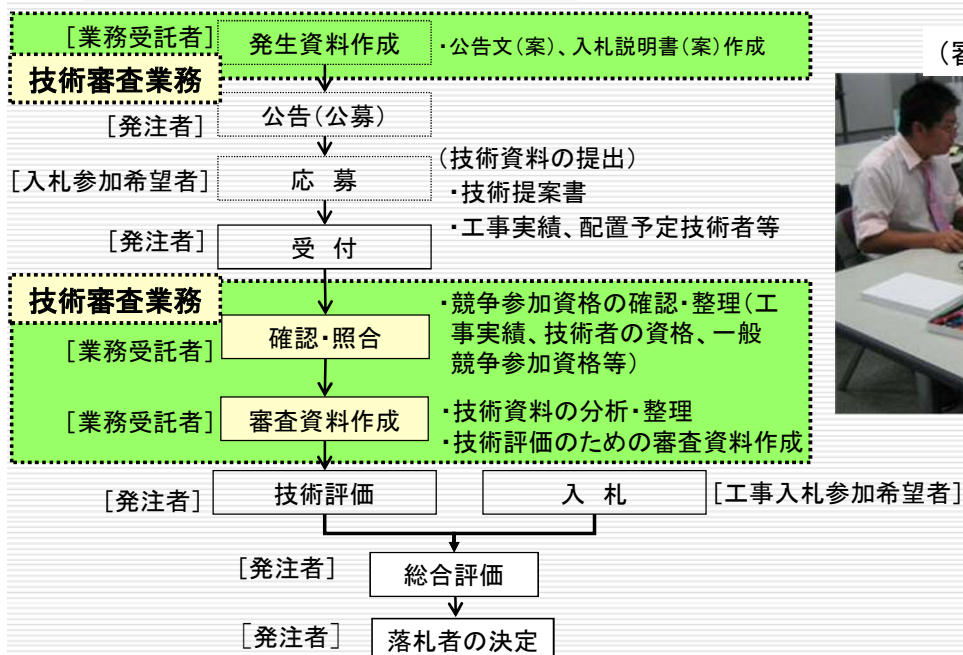 [業務受託者] 発生資料作成 ・公告文(案)、入札説明書(案)作成
技術審査業務
(審
[発注者] 公告(公募)
[入札参加希望者] 応 募 (技術資料の提出)
・技術提案書
・工事実績、配置予定技術者等
[発注者] 受 付
技術審査業務
[業務受託者] 確認・照合
・競争参加資格の確認・整理(工
事実績、技術者の資格、一般
競争参加資格等)
[業務受託者] 審査資料作成
・技術資料の分析・整理
・技術評価のための審査資料作成
[発注者] 技術評価 入 札 [工事入札参加希望者]
[発注者] 総合評価
[発注者] 落札者の決定